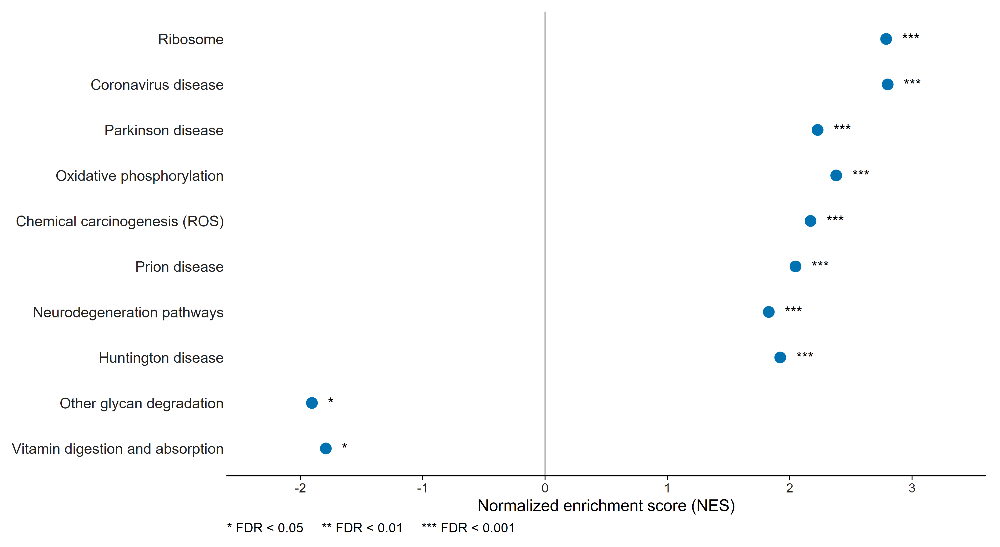 Ribosome ***
Coronavirus disease ***
Parkinson disease ***
Oxidative phosphorylation ***
Chemical carcinogenesis (ROS) ***
Prion disease ***
Neurodegeneration pathways ***
Huntington disease ***
Other glycan degradation *
Vitamin digestion and absorption *
-2 -1 0 1 2 3
Normalized enrichment score (NES)
* FDR < 0.05 ** FDR < 0.01 *** FDR < 0.001